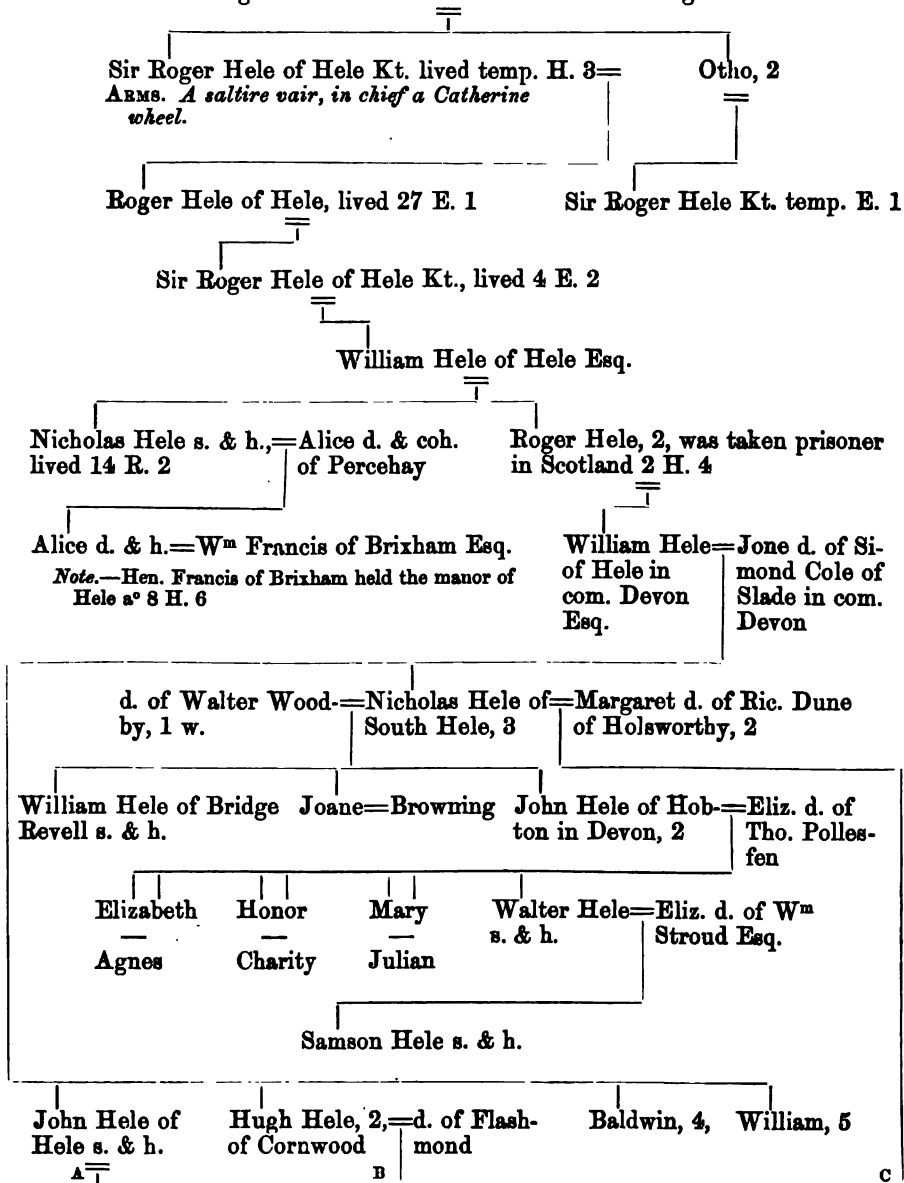 Sir Roger Hele of Hele Kt. lived temp. H. 3= Otho, 2
ARMS. A saltire vair, in chief a Catherine
wheel.
Roger Hele of Hele, lived 27 E. 1 Sir Roger Hele Kt. temp. E. 1
Sir Roger Hele of Hele Kt., lived 4 E. 2
William Hele of Hele Esq.
Nicholas Hele s. & h.,=Alice d. & coh.
lived 14 R. 2 of Percehay
Roger Hele, 2, was taken prisoner
in Scotland 2 H. 4
Alice d. & h.=Wᵐ Francis of Brixham Esq.
Note.—Hen. Francis of Brixham held the manor of
Hele aᵒ 8 H. 6
William Hele=Jone d. of Si-
of Hele in mond Cole of
com. Devon Slade in com.
Esq. Devon
d. of Walter Wood-=Nicholas Hele of=Margaret d. of Ric. Dune
by, 1 w. South Hele, 3 of Holsworthy, 2
William Hele of Bridge Joane=Browning John Hele of Hob-=Eliz. d. of
Revell s. & h. ton in Devon, 2 Tho. Polles-
fen
Elizabeth Honor Mary Walter Hele=Eliz. d. of Wᵐ
s. & h. Stroud Esq.
Agnes Charity Julian
Samson Hele s. & h.
John Hele of Hugh Hele, 2,=d. of Flash- Baldwin, 4, William, 5
Hele s. & h. of Cornwood mond
A= B C